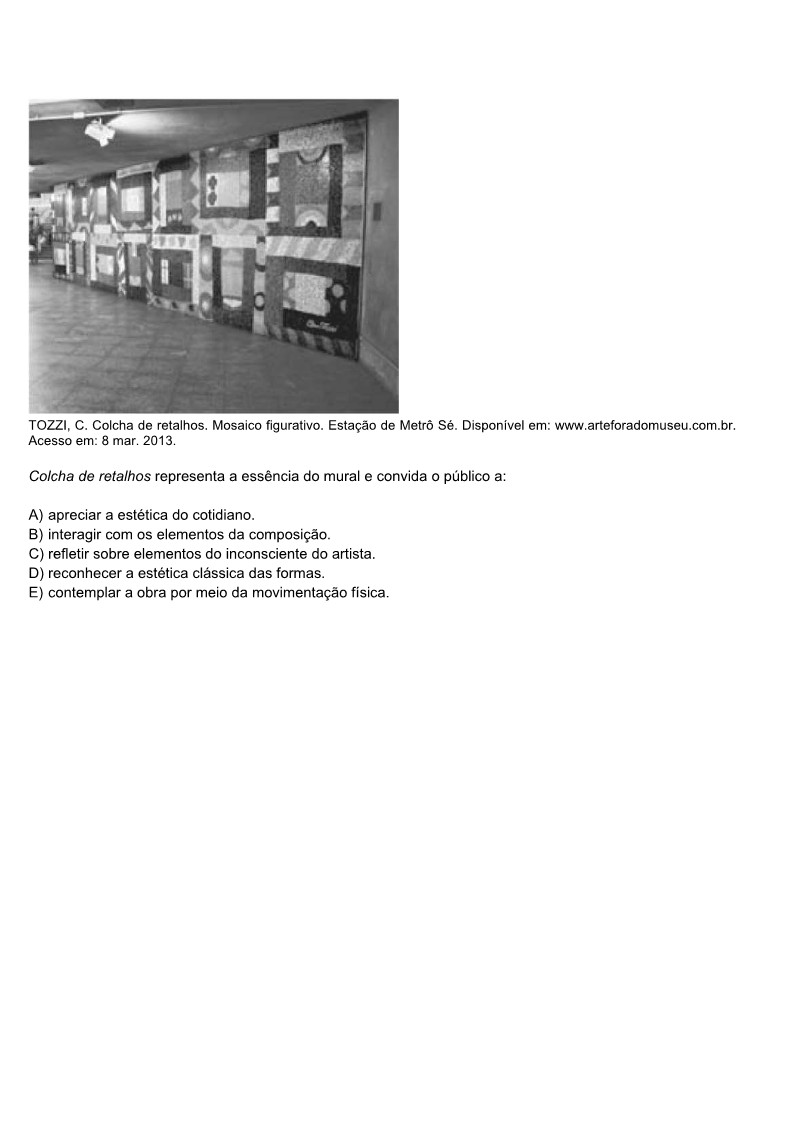 TOZZI, C. Colcha de retalhos. Mosaico figurativo. Estação de Metrô Sé. Disponível em: www.arteforadomuseu.com.br.
Acesso em: 8 mar. 2013.
Colcha de retalhos representa a essência do mural e convida o público a:
A) apreciar a estética do cotidiano.
B) interagir com os elementos da composição.
C) refletir sobre elementos do inconsciente do artista.
D) reconhecer a estética clássica das formas.
E) contemplar a obra por meio da movimentação física.